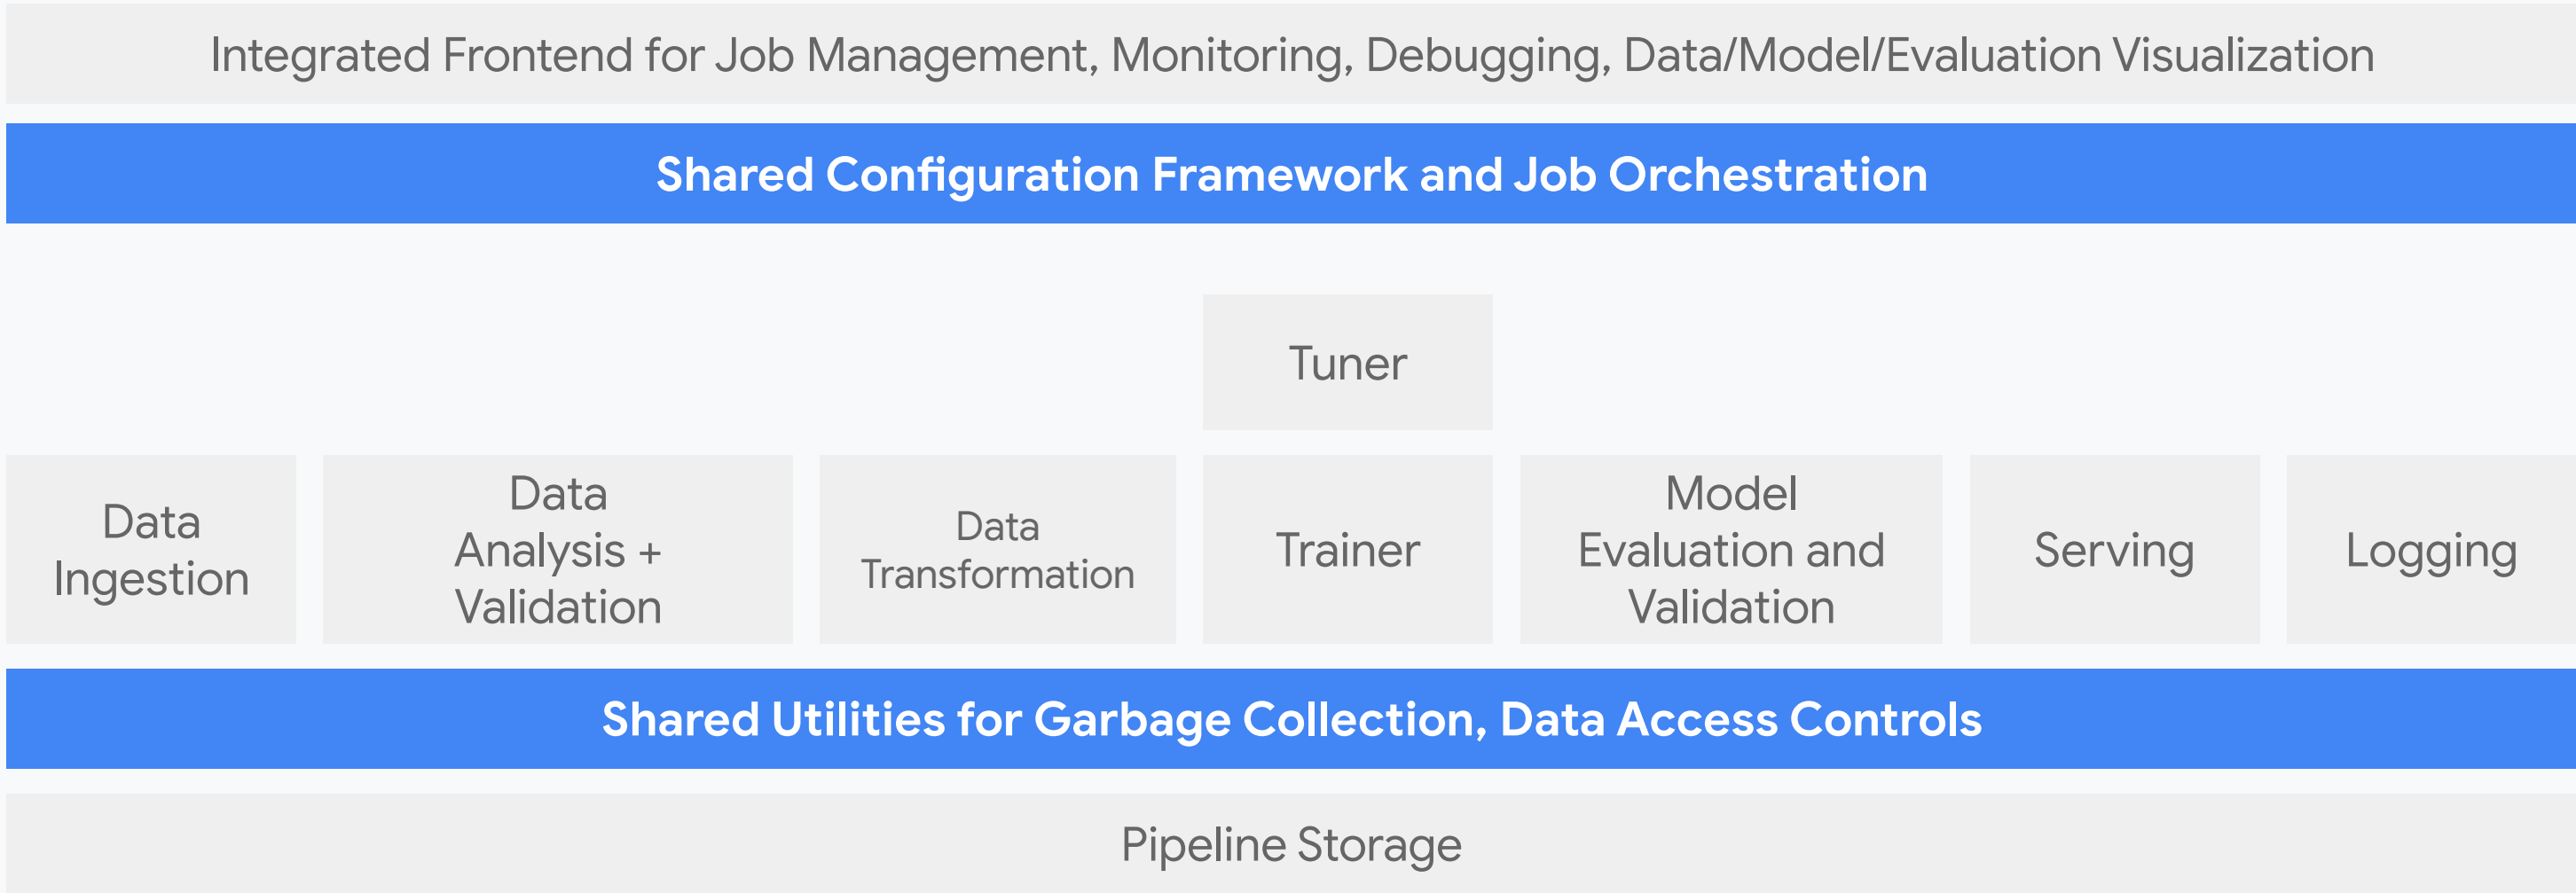 Integrated Frontend for Job Management, Monitoring, Debugging, Data/Model/Evaluation Visualization
Shared Configuration Framework and Job Orchestration
Tuner
Data
Ingestion
Data
Analysis +
Validation
Data
Transformation
Trainer
Model
Evaluation and
Validation
Serving
Logging
Shared Utilities for Garbage Collection, Data Access Controls
Pipeline Storage